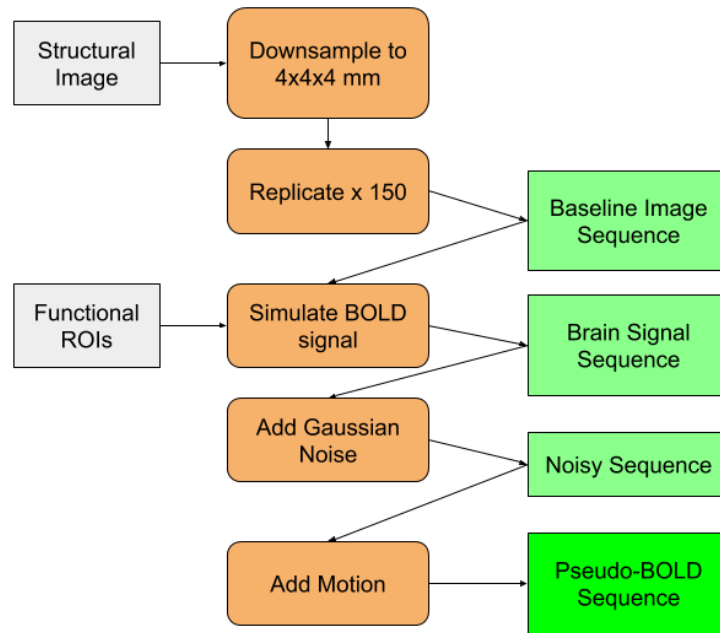 Structural
Image
Downsample to
4x4x4 mm
Replicate x 150
Baseline Image
Sequence
Functional
ROIs
Simulate BOLD
signal
Brain Signal
Sequence
Add Gaussian
Noise
Noisy Sequence
Add Motion
Pseudo-BOLD
Sequence